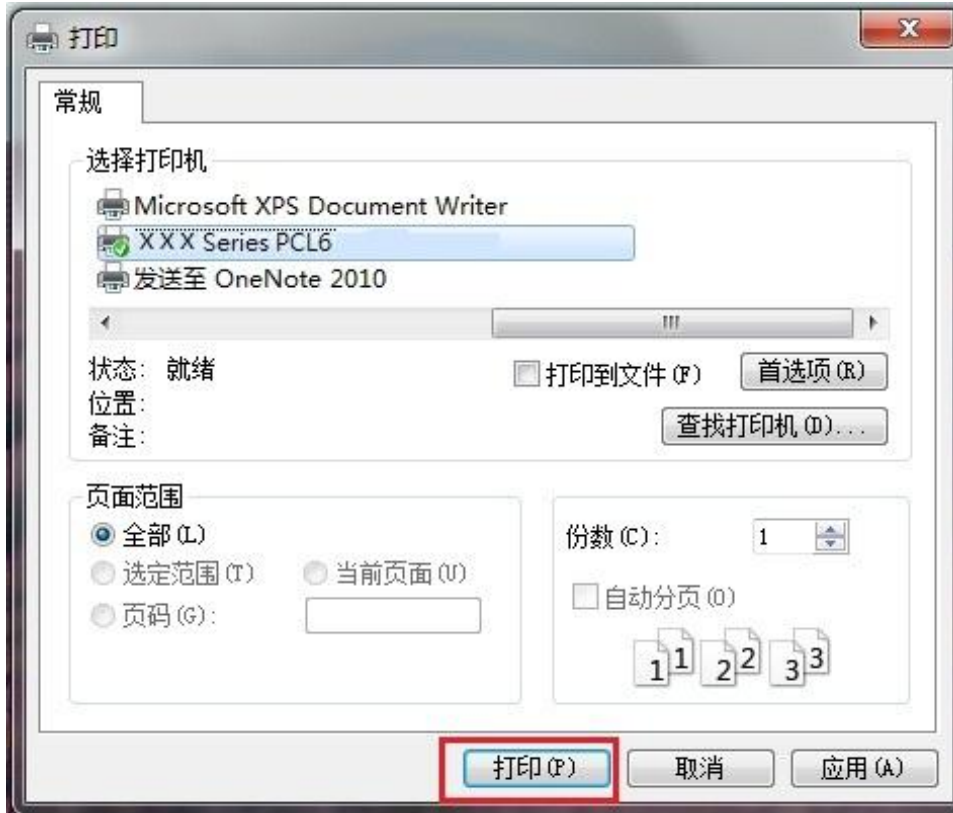 打印
常规
选择打印机
Microsoft XPS Document Writer
XXX Series PCL6
发送至 OneNote 2010
状态: 就绪
打印到文件(F)
首选项(R)
位置:
查找打印机(D)...
备注:
页面范围
全部(L)
选定范围(T) 当前页面(U)
页码(G):
份数(C): 1
自动分页(O)
1 1 2 2 3 3
打印(P) 取消 应用(A)